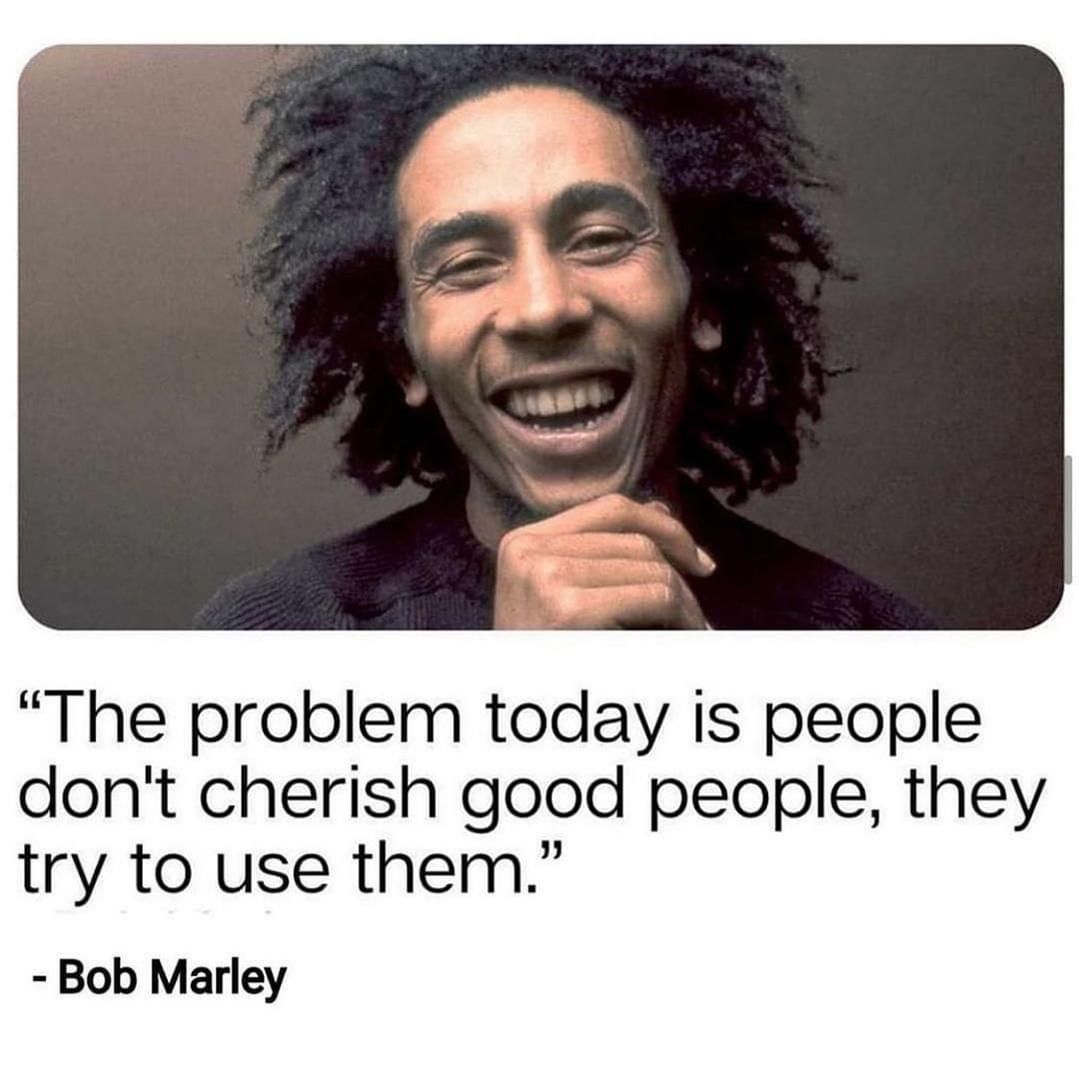 “The problem today is people
don't cherish good people, they
try to use them.”
- Bob Marley